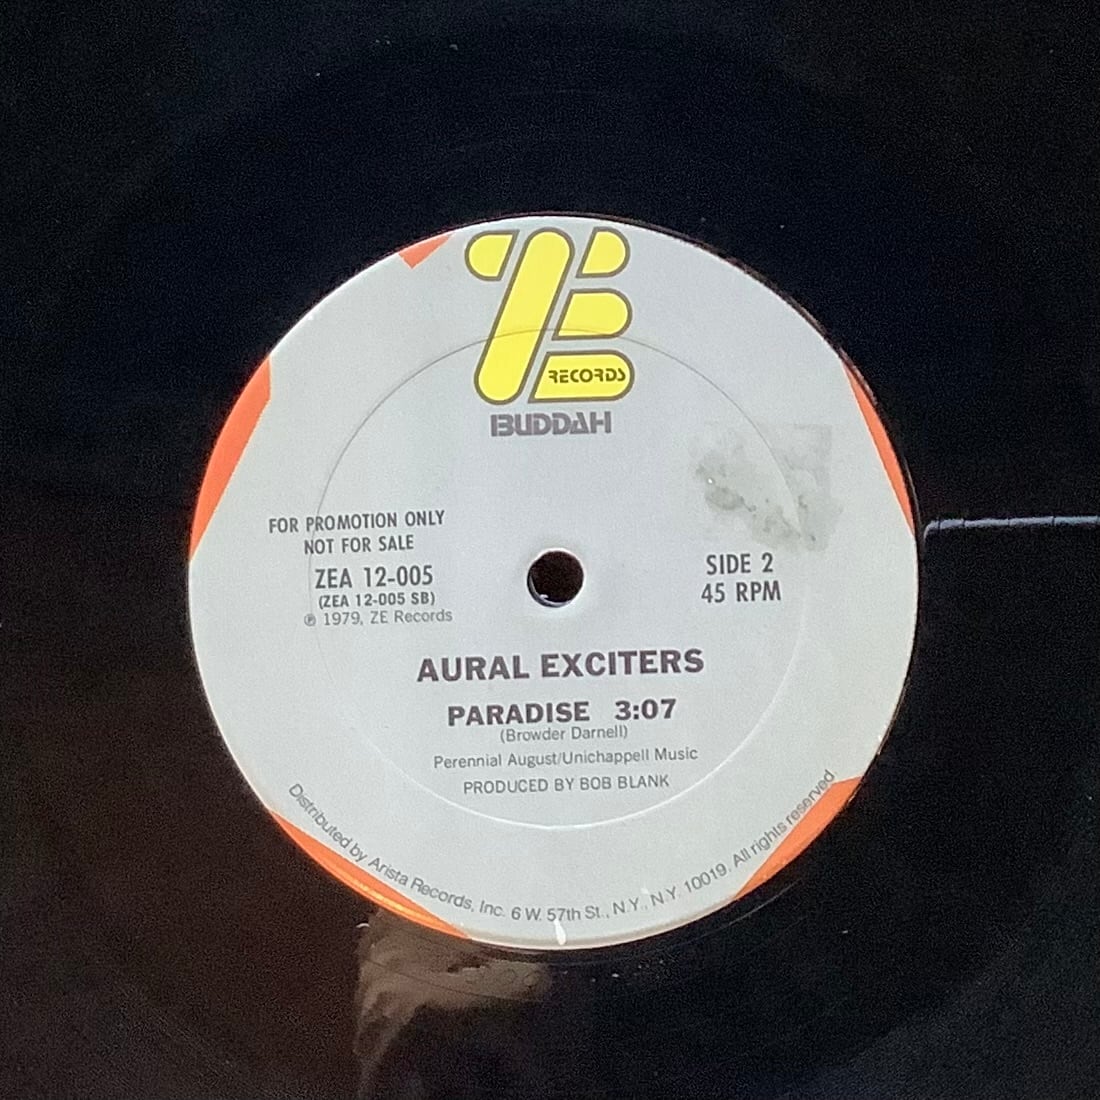 ZE
RECORDS
BUDDAH
FOR PROMOTION ONLY
NOT FOR SALE
ZEA 12-005
(ZEA 12-005 SB)
℗ 1979, ZE Records
SIDE 2
45 RPM
AURAL EXCITERS
PARADISE 3:07
(Browder Darnell)
Perennial August/Unichappell Music
PRODUCED BY BOB BLANK
Distributed by Arista Records, Inc. 6 W. 57th St., N.Y., N.Y. 10019. All rights reserved